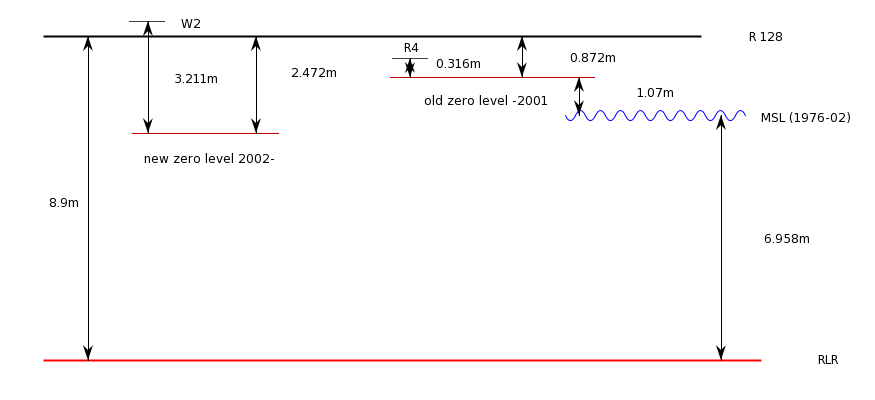 W2
R 128
R4
0.316m
0.872m
3.211m
2.472m
old zero level -2001
1.07m
MSL (1976-02)
new zero level 2002-
8.9m
6.958m
RLR